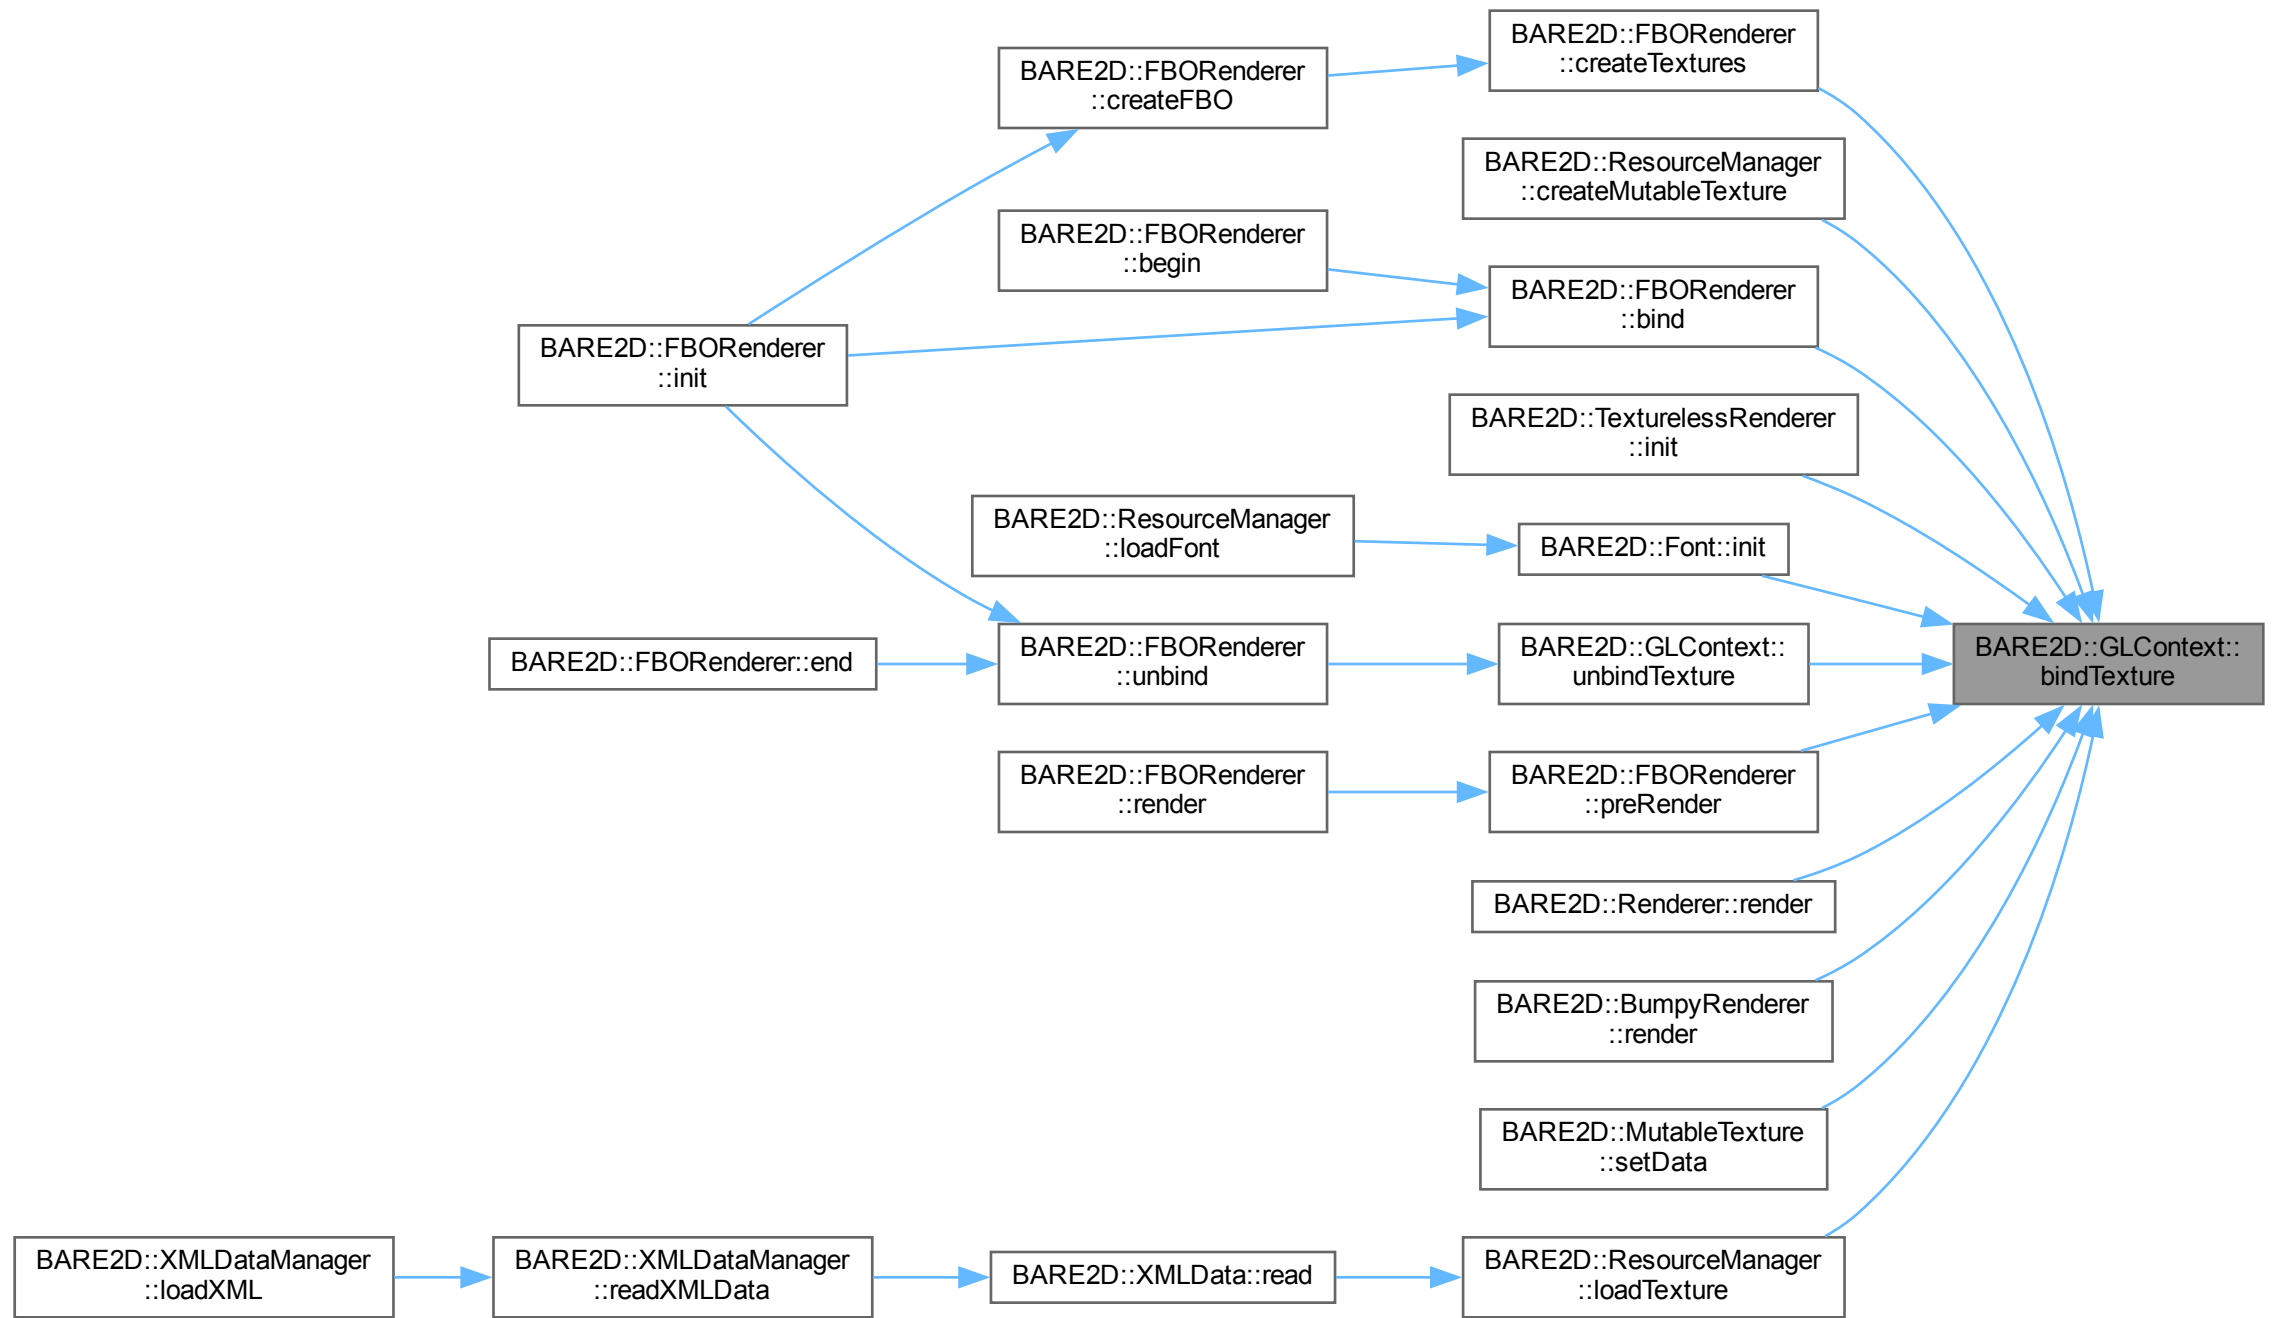 BARE2D::FBORenderer
::createTextures
BARE2D::FBORenderer
::createFBO
BARE2D::ResourceManager
::createMutableTexture
BARE2D::FBORenderer
::begin
BARE2D::FBORenderer
::bind
BARE2D::FBORenderer
::init
BARE2D::TexturelessRenderer
::init
BARE2D::ResourceManager
::loadFont
BARE2D::Font::init
BARE2D::FBORenderer::end
BARE2D::FBORenderer
::unbind
BARE2D::GLContext::
unbindTexture
BARE2D::GLContext::
bindTexture
BARE2D::FBORenderer
::render
BARE2D::FBORenderer
::preRender
BARE2D::Renderer::render
BARE2D::BumpyRenderer
::render
BARE2D::MutableTexture
::setData
BARE2D::XMLDataManager
::loadXML
BARE2D::XMLDataManager
::readXMLData
BARE2D::XMLData::read
BARE2D::ResourceManager
::loadTexture